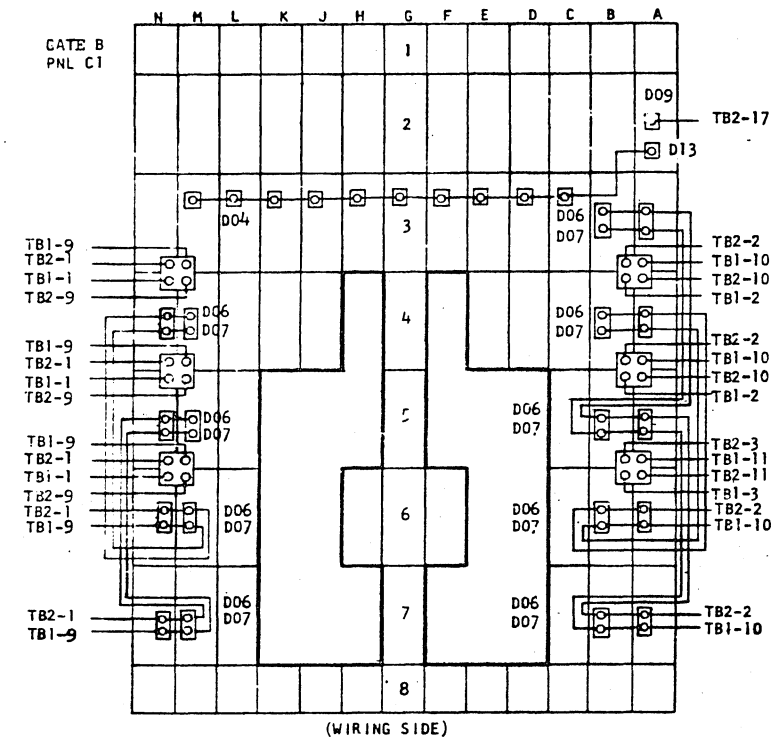 N M L K J H G F E D C B A
GATE B
PNL C1
1
D09
2
TB2-17
D13
D04
D06
D07
3
TB1-9
TB2-1
TB1-1
TB2-9
TB2-2
TB1-10
TB2-10
TB1-2
D06
D07
4
D06
D07
TB1-9
TB2-1
TB1-1
TB2-9
TB2-2
TB1-10
TB2-10
TB1-2
D06
D07
5
D06
D07
TB1-9
TB2-1
TB1-1
TB2-9
TB2-3
TB1-11
TB2-11
TB1-3
TB2-1
TB1-9
D06
D07
6
D06
D07
TB2-2
TB1-10
TB2-1
TB1-9
D06
D07
7
D06
D07
TB2-2
TB1-10
8
(WIRING SIDE)